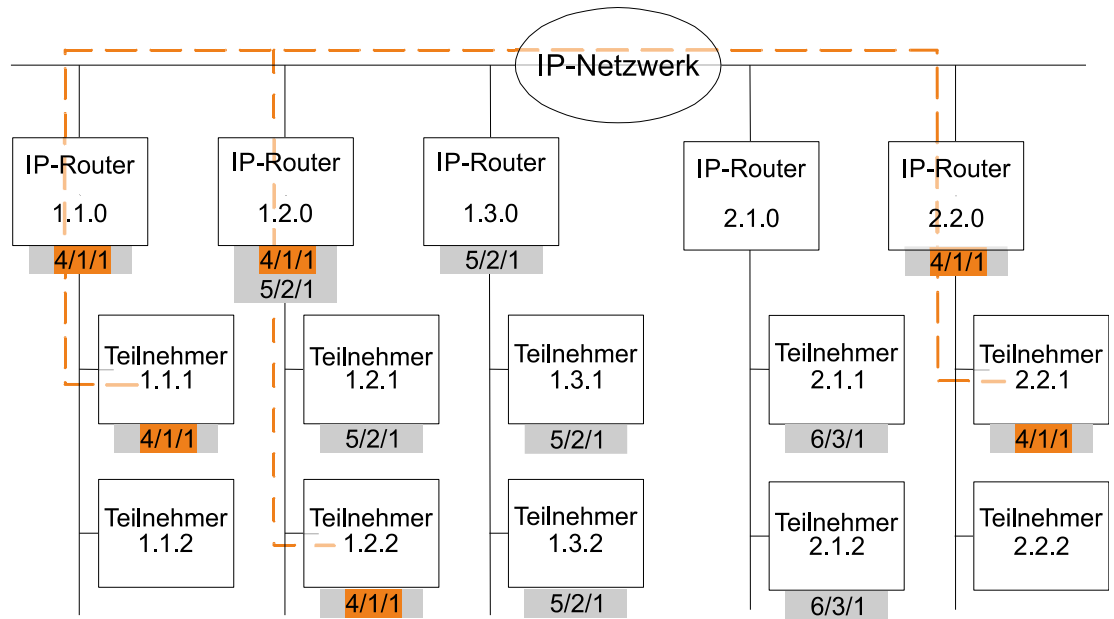 IP-Netzwerk
IP-Router
1.1.0
4/1/1
IP-Router
1.2.0
4/1/1
5/2/1
IP-Router
1.3.0
5/2/1
IP-Router
2.1.0
IP-Router
2.2.0
4/1/1
Teilnehmer
1.1.1
4/1/1
Teilnehmer
1.2.1
5/2/1
Teilnehmer
1.3.1
5/2/1
Teilnehmer
2.1.1
6/3/1
Teilnehmer
2.2.1
4/1/1
Teilnehmer
1.1.2
Teilnehmer
1.2.2
4/1/1
Teilnehmer
1.3.2
5/2/1
Teilnehmer
2.1.2
6/3/1
Teilnehmer
2.2.2